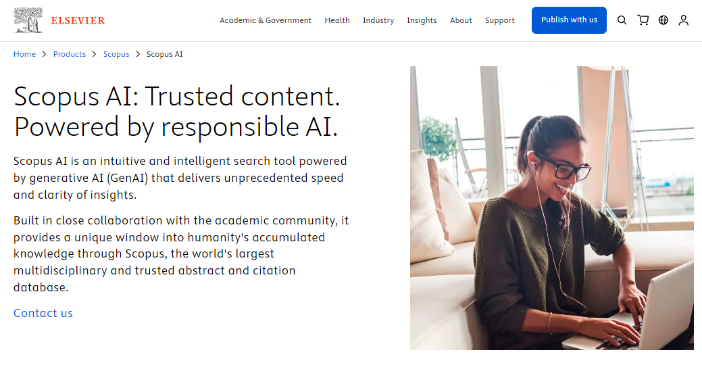 ELSEVIER
Academic & Government Health Industry Insights About Support Publish with us
Home > Products > Scopus > Scopus AI
Scopus AI: Trusted content.
Powered by responsible AI.
Scopus AI is an intuitive and intelligent search tool powered
by generative AI (GenAI) that delivers unprecedented speed
and clarity of insights.
Built in close collaboration with the academic community, it
provides a unique window into humanity's accumulated
knowledge through Scopus, the world's largest
multidisciplinary and trusted abstract and citation
database.
Contact us